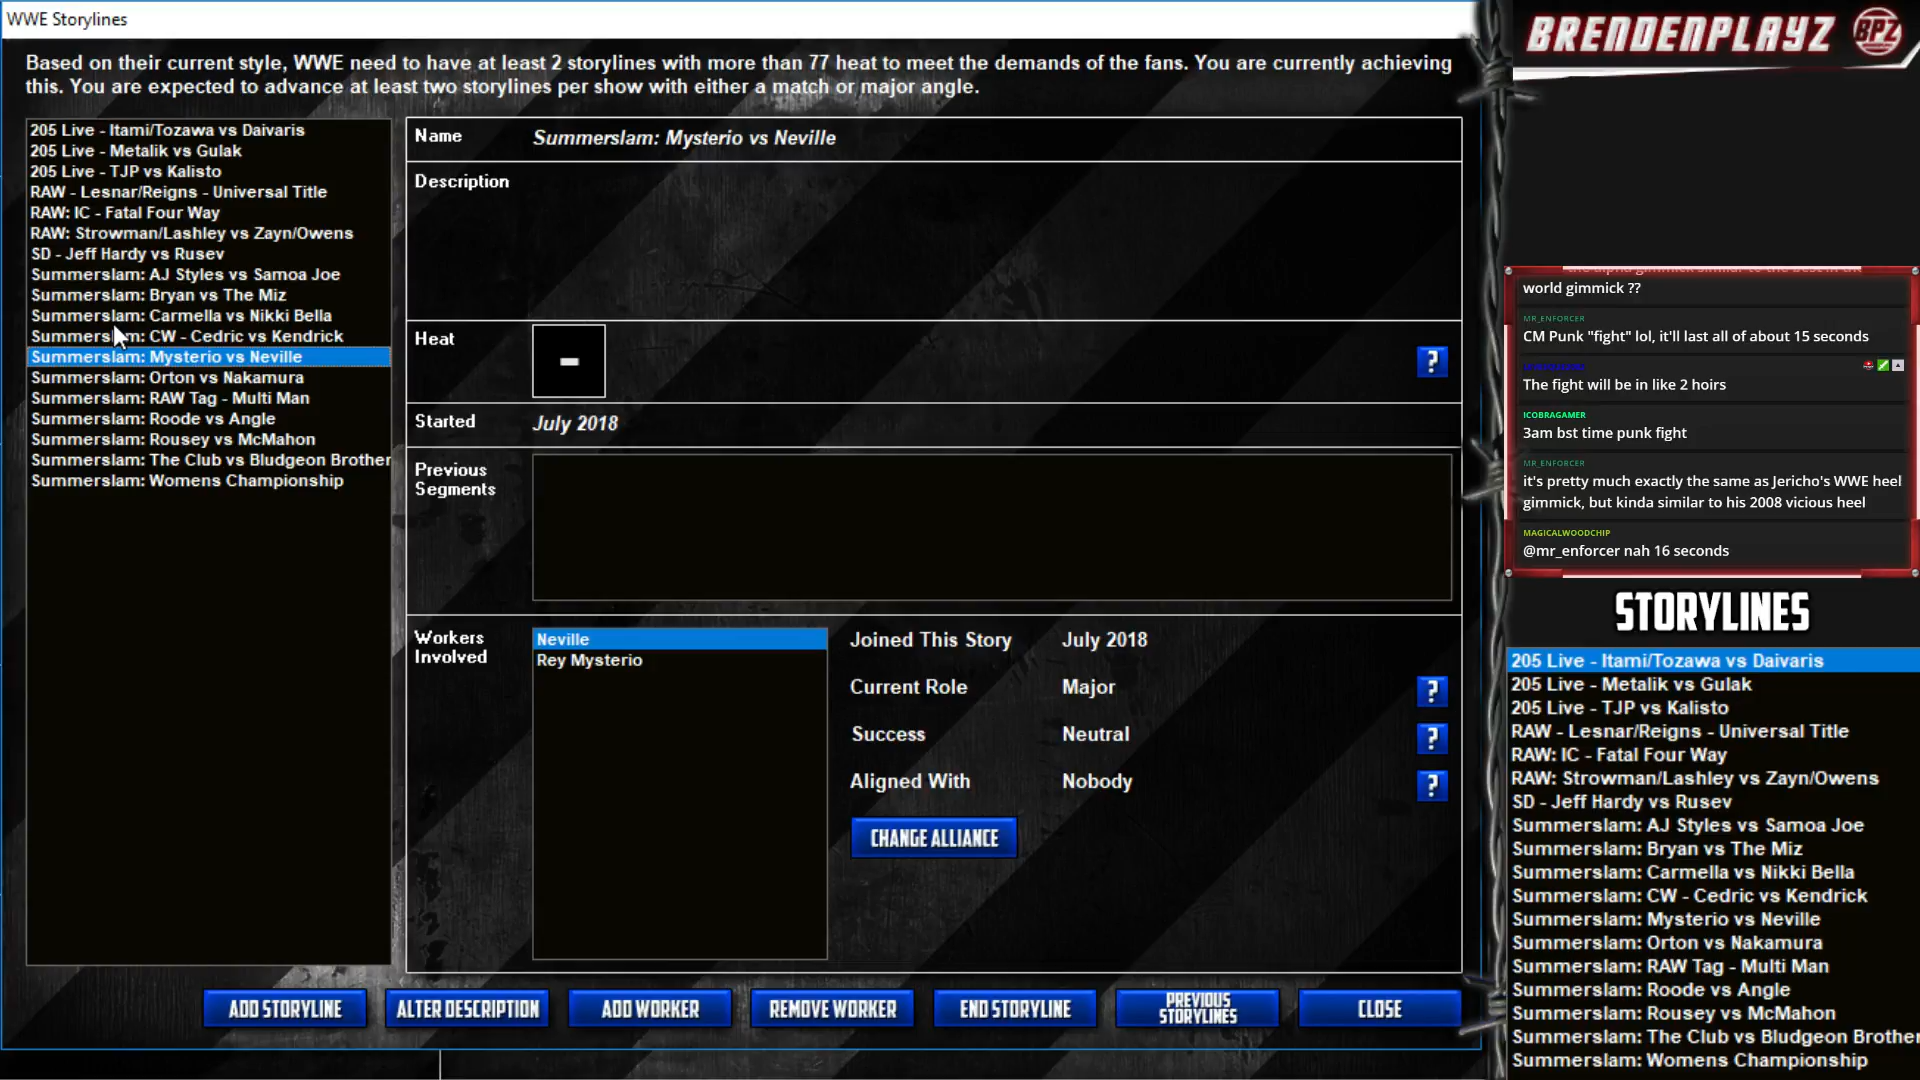 WWE Storylines
Based on their current style, WWE need to have at least 2 storylines with more than 77 heat to meet the demands of the fans. You are currently achieving
this. You are expected to advance at least two storylines per show with either a match or major angle.
205 Live - Itami/Tozawa vs Daivaris
205 Live - Metalik vs Gulak
205 Live - TJP vs Kalisto
RAW - Lesnar/Reigns - Universal Title
RAW: IC - Fatal Four Way
RAW: Strowman/Lashley vs Zayn/Owens
SD - Jeff Hardy vs Rusev
Summerslam: AJ Styles vs Samoa Joe
Summerslam: Bryan vs The Miz
Summerslam: Carmella vs Nikki Bella
Summerslam: CW - Cedric vs Kendrick
Summerslam: Mysterio vs Neville
Summerslam: Orton vs Nakamura
Summerslam: RAW Tag - Multi Man
Summerslam: Roode vs Angle
Summerslam: Rousey vs McMahon
Summerslam: The Club vs Bludgeon Brother
Summerslam: Womens Championship
Name Summerslam: Mysterio vs Neville
Description
Heat -
?
Started July 2018
Previous
Segments
Workers
Involved
Neville
Rey Mysterio
Joined This Story July 2018
Current Role Major ?
Success Neutral ?
Aligned With Nobody ?
CHANGE ALLIANCE
ADD STORYLINE
ALTER DESCRIPTION
ADD WORKER
REMOVE WORKER
END STORYLINE
PREVIOUS
STORYLINES
CLOSE
BRENDENPLAYZ
BPZ
world gimmick ??
MR_ENFORCER
CM Punk "fight" lol, it'll last all of about 15 seconds
The fight will be in like 2 hoirs
ICOBRAGAMER
3am bst time punk fight
MR_ENFORCER
it's pretty much exactly the same as Jericho's WWE heel
gimmick, but kinda similar to his 2008 vicious heel
MAGICALWOODCHIP
@mr_enforcer nah 16 seconds
STORYLINES
205 Live - Itami/Tozawa vs Daivaris
205 Live - Metalik vs Gulak
205 Live - TJP vs Kalisto
RAW - Lesnar/Reigns - Universal Title
RAW: IC - Fatal Four Way
RAW: Strowman/Lashley vs Zayn/Owens
SD - Jeff Hardy vs Rusev
Summerslam: AJ Styles vs Samoa Joe
Summerslam: Bryan vs The Miz
Summerslam: Carmella vs Nikki Bella
Summerslam: CW - Cedric vs Kendrick
Summerslam: Mysterio vs Neville
Summerslam: Orton vs Nakamura
Summerslam: RAW Tag - Multi Man
Summerslam: Roode vs Angle
Summerslam: Rousey vs McMahon
Summerslam: The Club vs Bludgeon Brother
Summerslam: Womens Championship